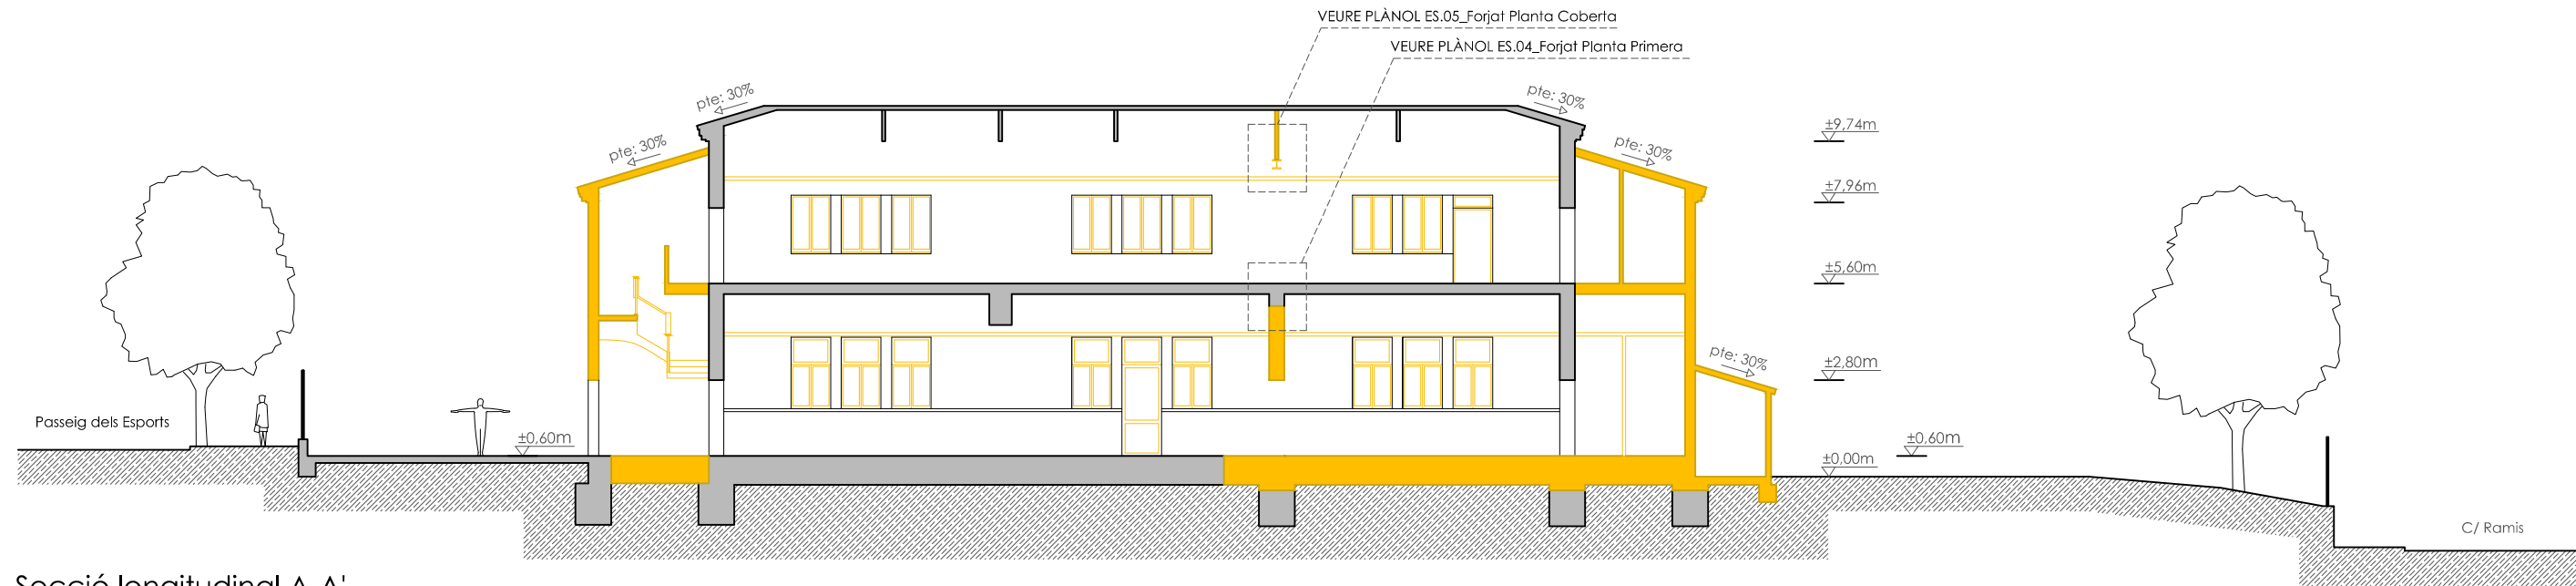 VEURE PLÀNOL ES.05_Forjat Planta Coberta
VEURE PLÀNOL ES.04_Forjat Planta Primera
pte: 30%
pte: 30%
pte: 30%
pte: 30%
±9,74m
±7,96m
±5,60m
pte: 30%
±2,80m
Passeig dels Esports
±0,60m
±0,60m
±0,00m
C/ Ramis
Secció longitudinal A-A'